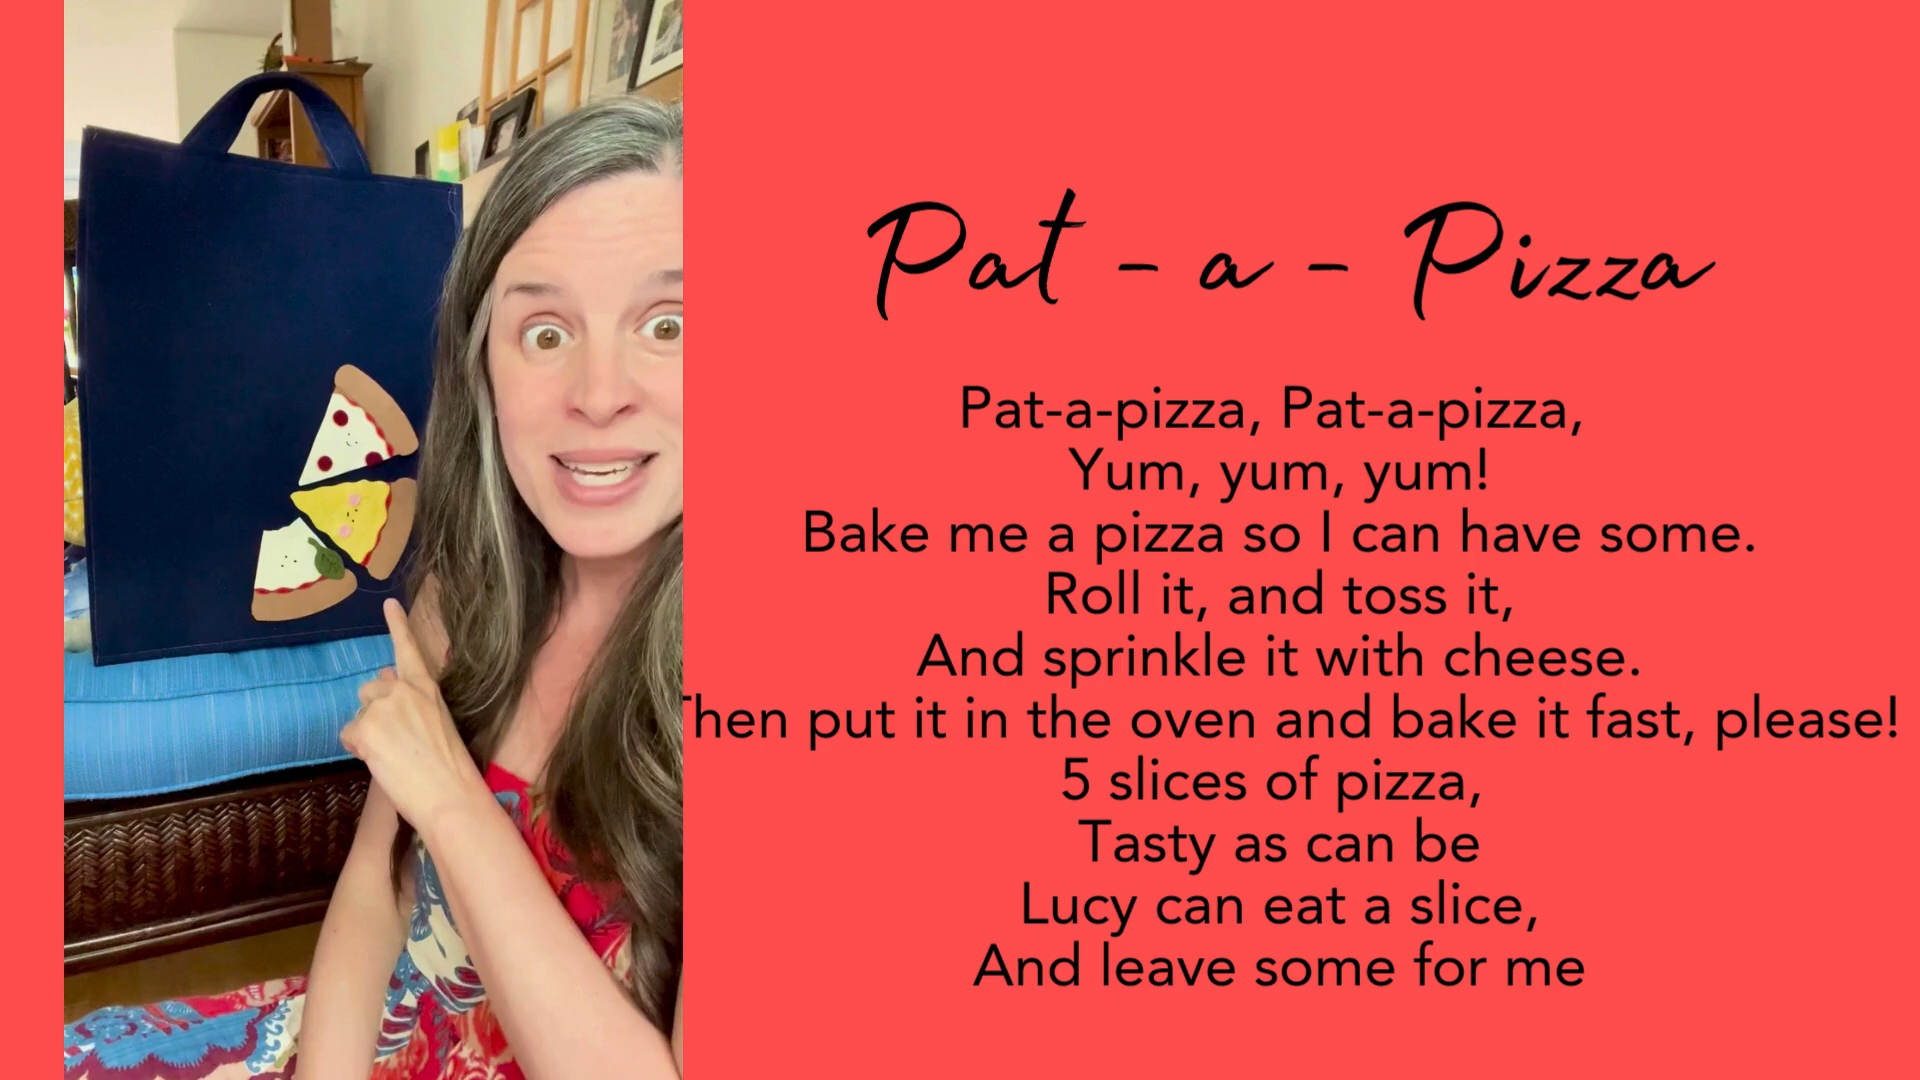 Pat - a - Pizza
Pat-a-pizza, Pat-a-pizza,
Yum, yum, yum!
Bake me a pizza so I can have some.
Roll it, and toss it,
And sprinkle it with cheese.
Then put it in the oven and bake it fast, please!
5 slices of pizza,
Tasty as can be
Lucy can eat a slice,
And leave some for me